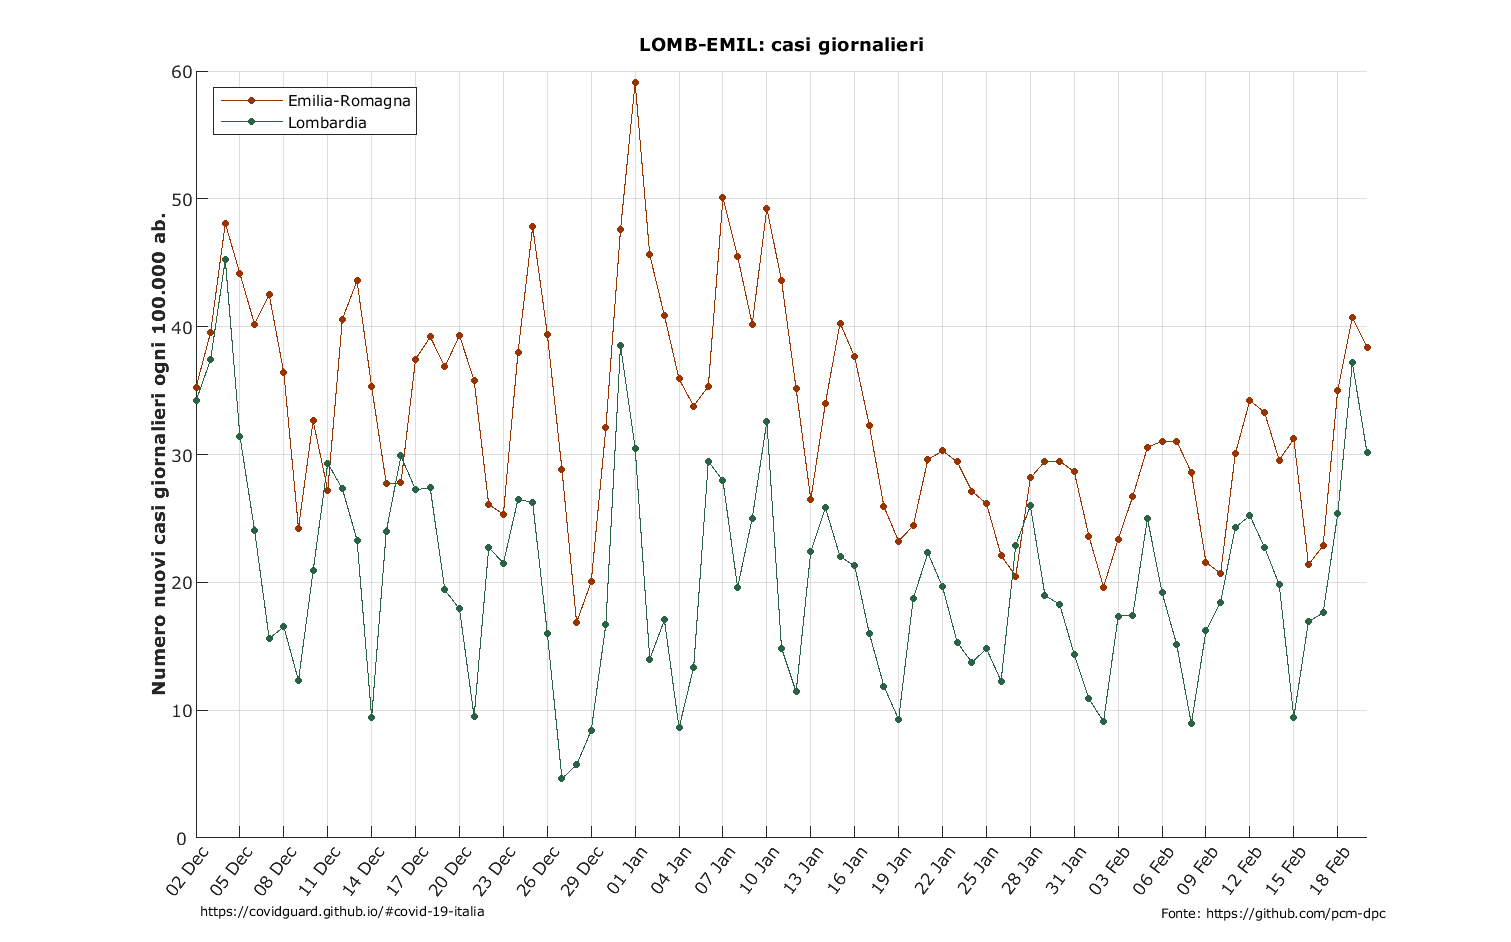 LOMB-EMIL: casi giornalieri
Emilia-Romagna
Lombardia
Numero nuovi casi giornalieri ogni 100.000 ab.
60
50
40
30
20
10
0
02 Dec
05 Dec
08 Dec
11 Dec
14 Dec
17 Dec
20 Dec
23 Dec
26 Dec
29 Dec
01 Jan
04 Jan
07 Jan
10 Jan
13 Jan
16 Jan
19 Jan
22 Jan
25 Jan
28 Jan
31 Jan
03 Feb
06 Feb
09 Feb
12 Feb
15 Feb
18 Feb
https://covidguard.github.io/#covid-19-italia
Fonte: https://github.com/pcm-dpc